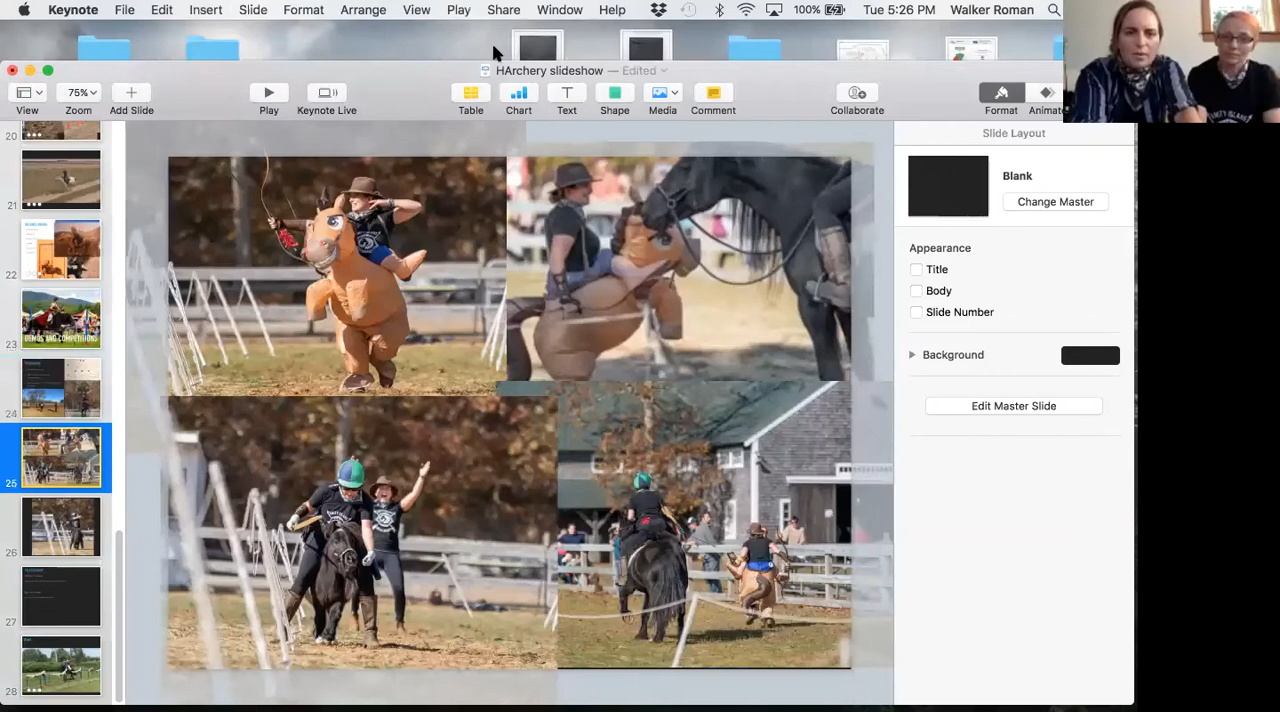 Keynote File Edit Insert Slide Format Arrange View Play Share Window Help 100% Tue 5:26 PM Walker Roman
HArchery slideshow — Edited
75%
View Zoom Add Slide Play Keynote Live Table Chart Text Shape Media Comment Collaborate Format Animate
20
21
22
23
DEMOS AND COMPETITIONS
24
25
26
27
28
Slide Layout
Blank
Change Master
Appearance
Title
Body
Slide Number
Background
Edit Master Slide